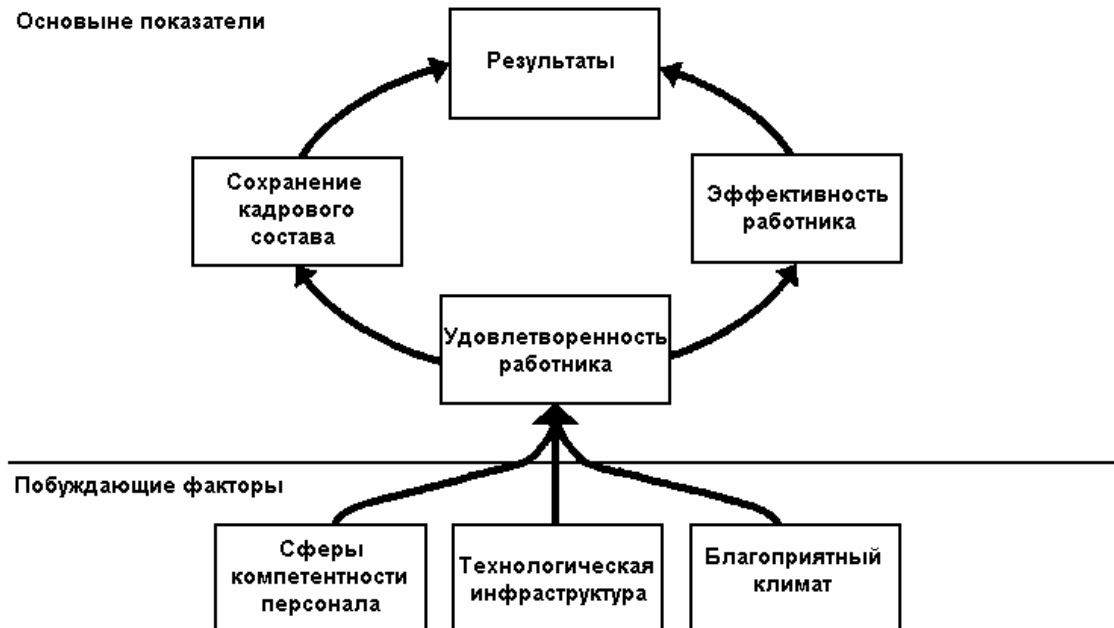 Основыне показатели
Результаты
Сохранение
кадрового
состава
Эффективность
работника
Удовлетворенность
работника
Побуждающие факторы
Сферы
компетентности
персонала
Технологическая
инфраструктура
Благоприятный
климат